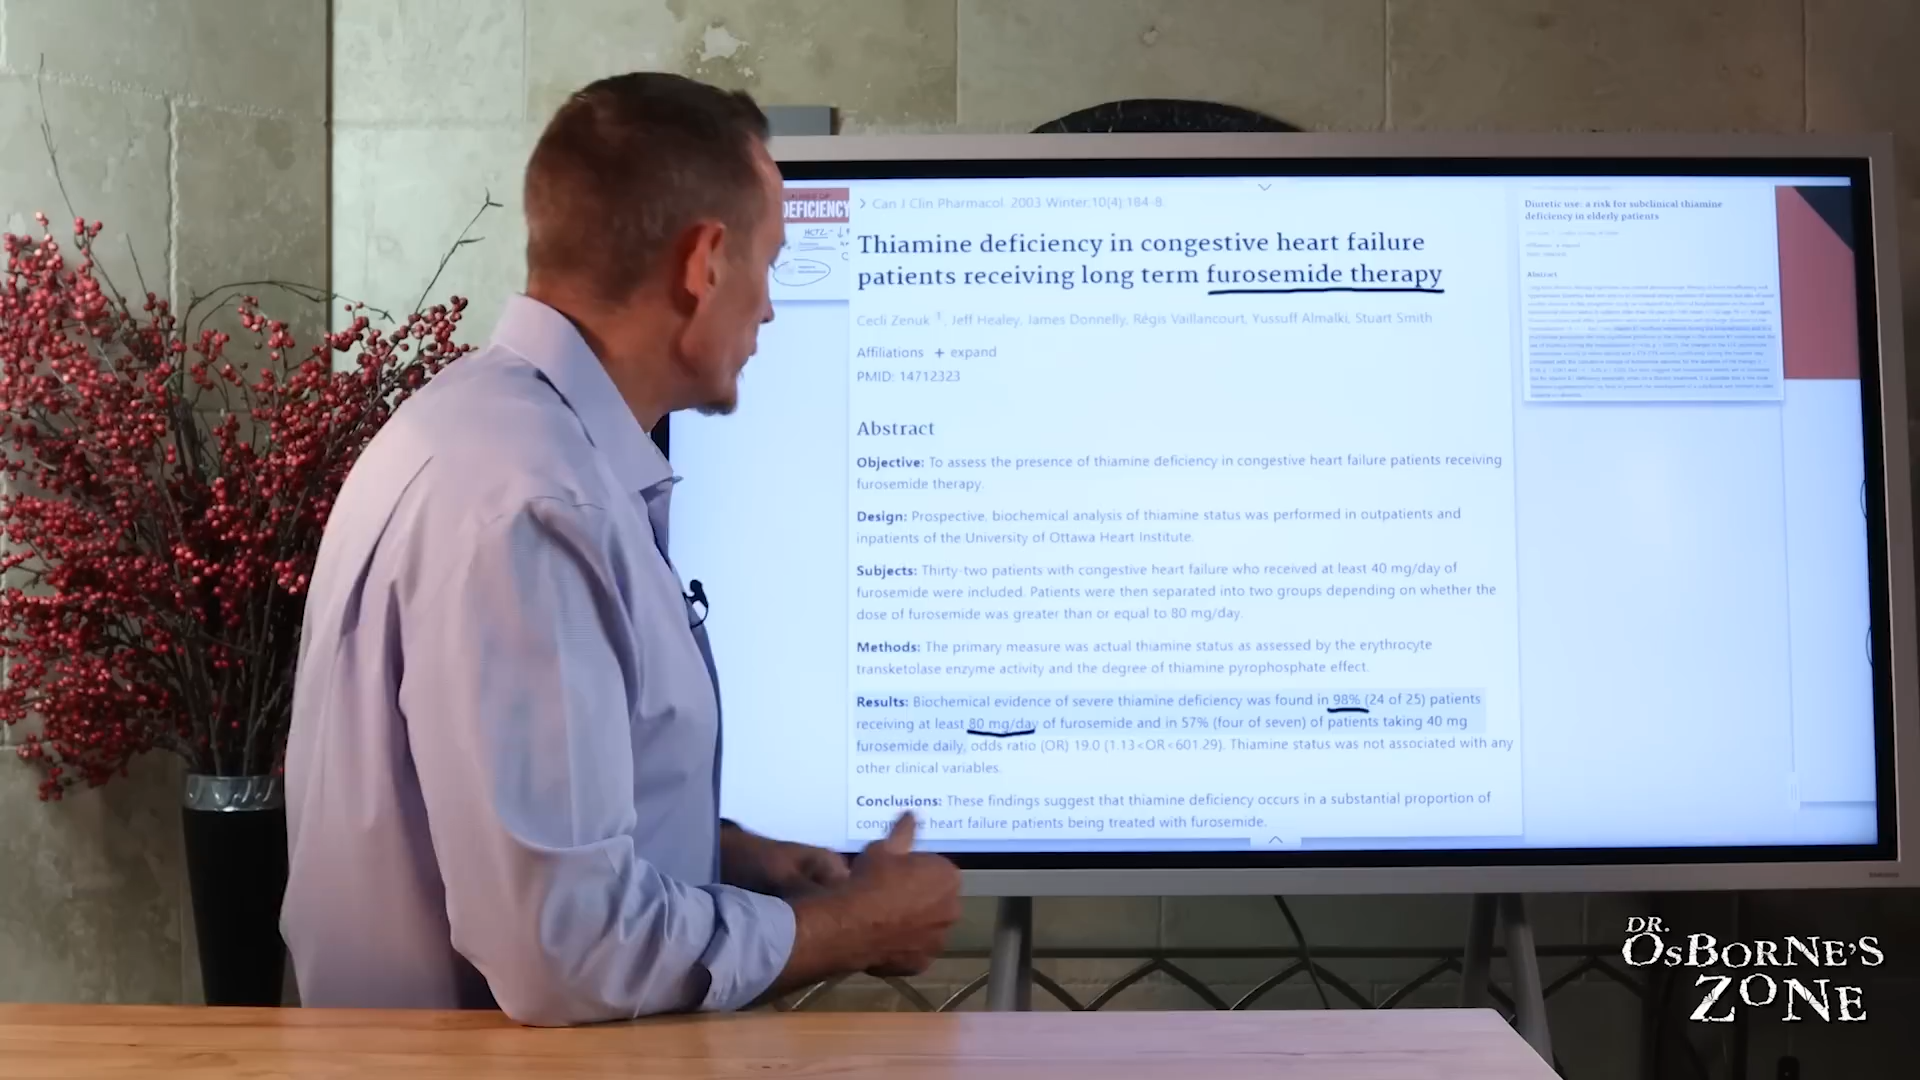 DEFICIENCY
HCTZ-
> Can J Clin Pharmacol. 2003 Winter;10(4):184-8.
Thiamine deficiency in congestive heart failure
patients receiving long term furosemide therapy
Cecli Zenuk 1, Jeff Healey, James Donnelly, Régis Vaillancourt, Yussuff Almalki, Stuart Smith
Affiliations + expand
PMID: 14712323
Abstract
Objective: To assess the presence of thiamine deficiency in congestive heart failure patients receiving
furosemide therapy.
Design: Prospective, biochemical analysis of thiamine status was performed in outpatients and
inpatients of the University of Ottawa Heart Institute.
Subjects: Thirty-two patients with congestive heart failure who received at least 40 mg/day of
furosemide were included. Patients were then separated into two groups depending on whether the
dose of furosemide was greater than or equal to 80 mg/day.
Methods: The primary measure was actual thiamine status as assessed by the erythrocyte
transketolase enzyme activity and the degree of thiamine pyrophosphate effect.
Results: Biochemical evidence of severe thiamine deficiency was found in 98% (24 of 25) patients
receiving at least 80 mg/day of furosemide and in 57% (four of seven) of patients taking 40 mg
furosemide daily, odds ratio (OR) 19.0 (1.13<OR<601.29). Thiamine status was not associated with any
other clinical variables.
Conclusions: These findings suggest that thiamine deficiency occurs in a substantial proportion of
heart failure patients being treated with furosemide.
Diuretic use: a risk for subclinical thiamine
deficiency in elderly patients
Abstract
DR.
OSBORNE'S
ZONE